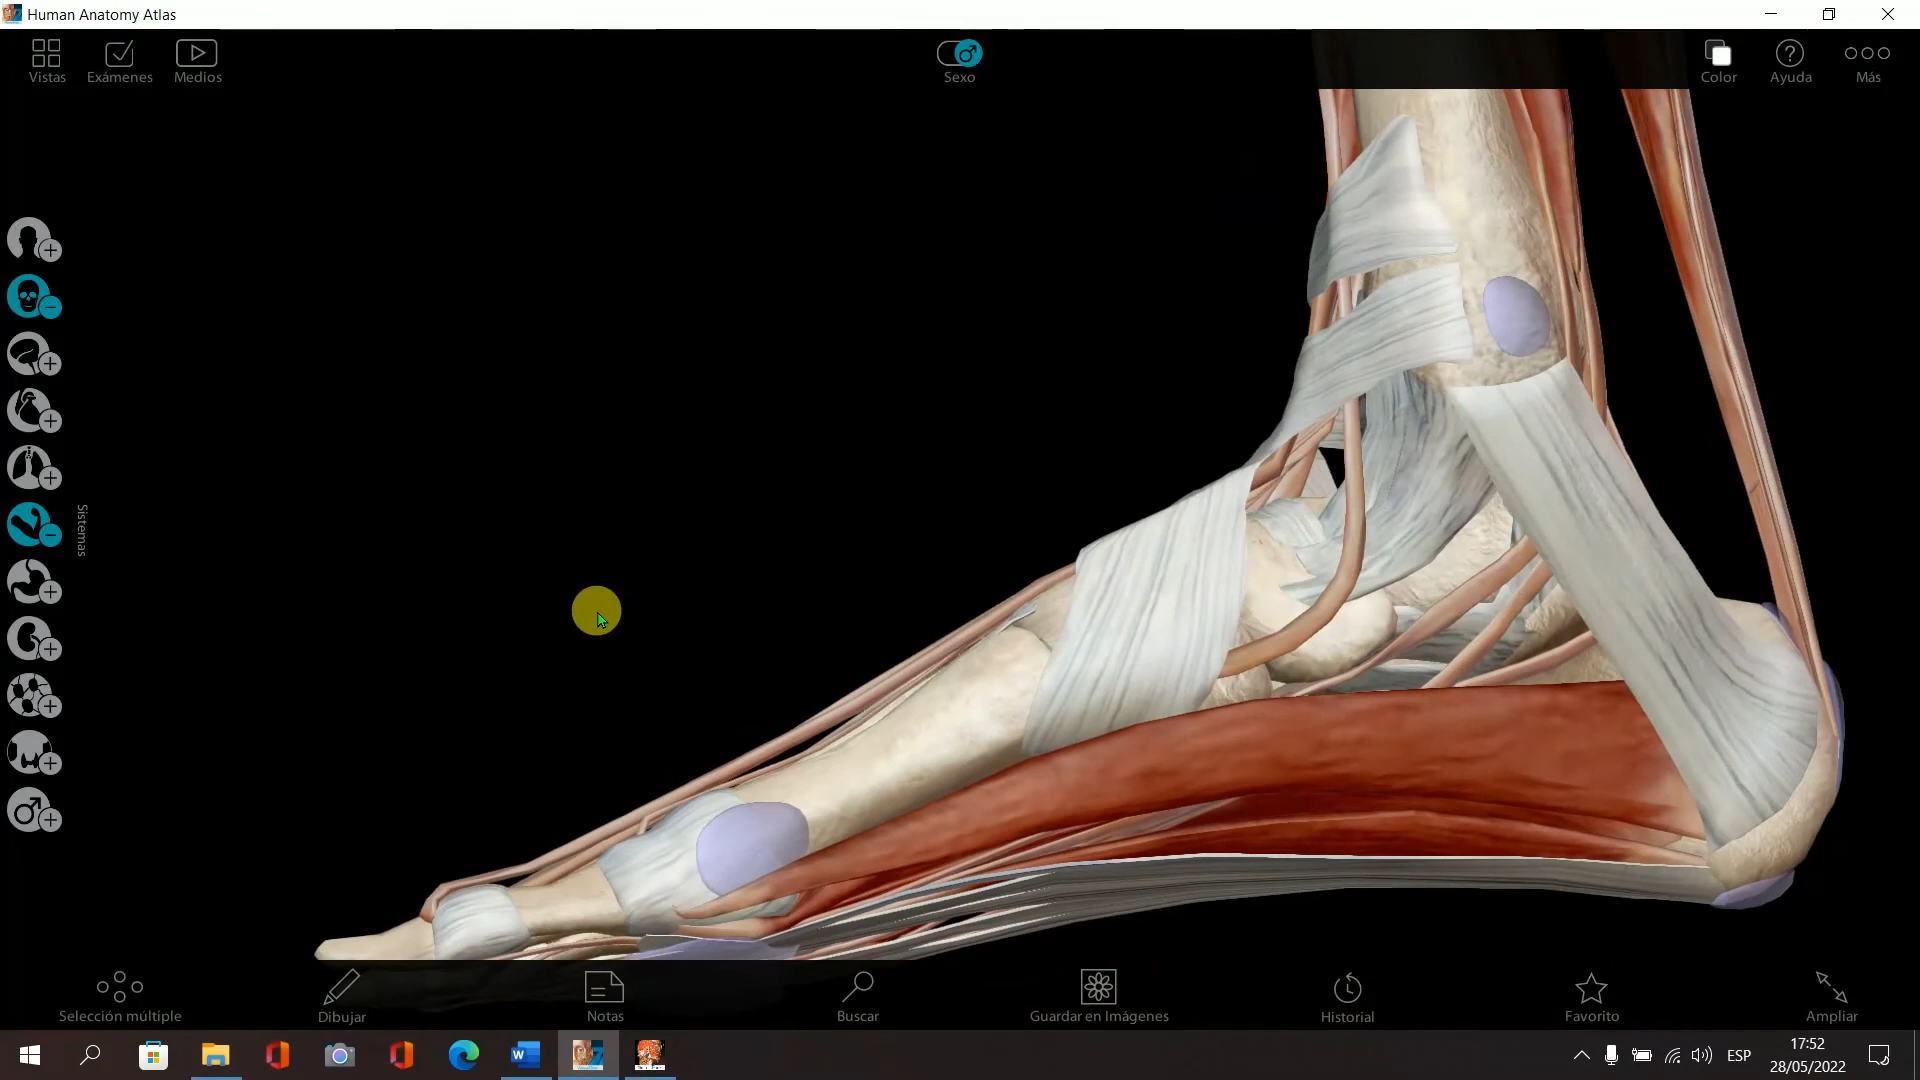 Human Anatomy Atlas
Vistas
Exámenes
Medios
Sexo
Color
Ayuda
Más
Sistemas
Selección múltiple
Dibujar
Notas
Buscar
Guardar en Imágenes
Historial
Favorito
Ampliar
ESP
17:52
28/05/2022